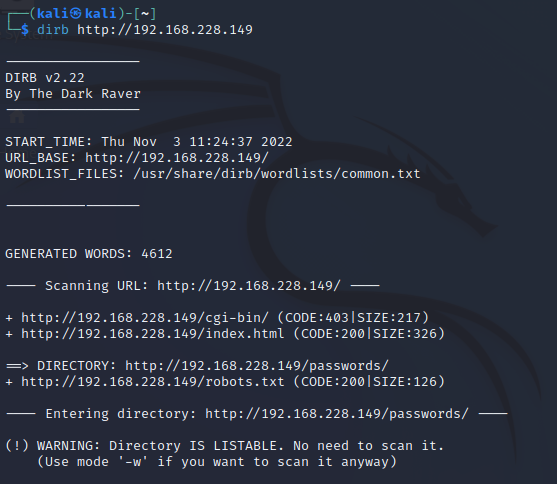 (kali㉿kali)-[~]
$ dirb http://192.168.228.149
-----------------
DIRB v2.22
By The Dark Raver
-----------------
START_TIME: Thu Nov  3 11:24:37 2022
URL_BASE: http://192.168.228.149/
WORDLIST_FILES: /usr/share/dirb/wordlists/common.txt
-----------------
GENERATED WORDS: 4612
---- Scanning URL: http://192.168.228.149/ ----
+ http://192.168.228.149/cgi-bin/ (CODE:403|SIZE:217)
+ http://192.168.228.149/index.html (CODE:200|SIZE:326)
==> DIRECTORY: http://192.168.228.149/passwords/
+ http://192.168.228.149/robots.txt (CODE:200|SIZE:126)
---- Entering directory: http://192.168.228.149/passwords/ ----
(!) WARNING: Directory IS LISTABLE. No need to scan it.
(Use mode '-w' if you want to scan it anyway)